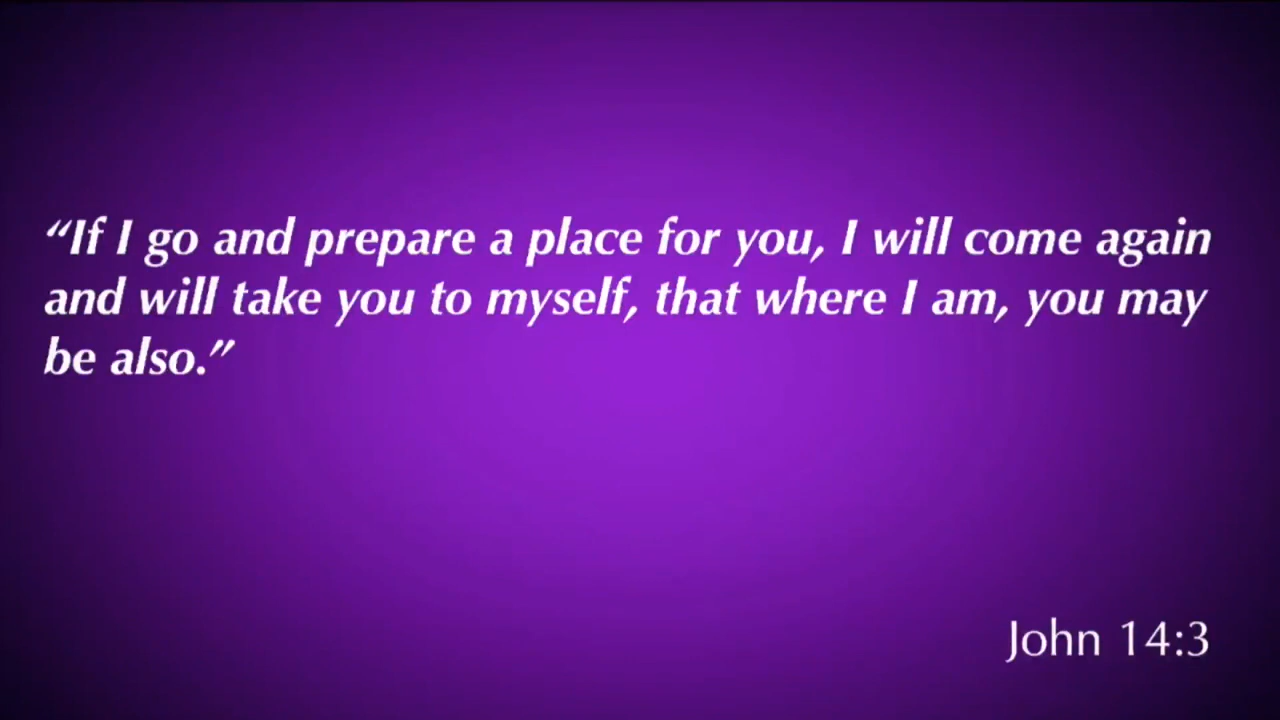 “If I go and prepare a place for you, I will come again
and will take you to myself, that where I am, you may
be also.”
John 14:3